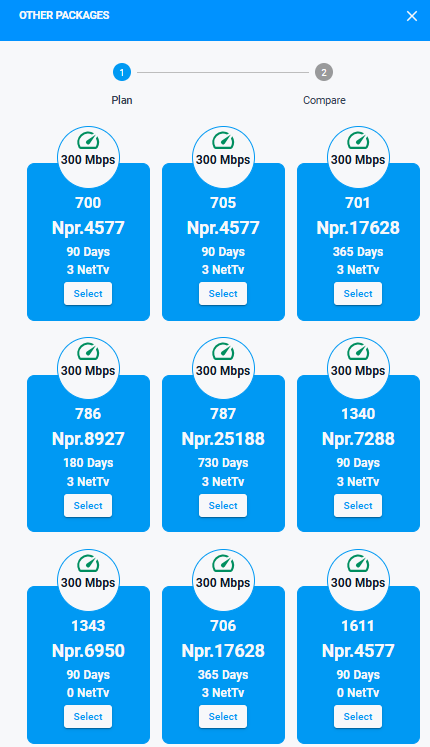 OTHER PACKAGES
1
2
Plan
Compare
300 Mbps
700
Npr.4577
90 Days
3 NetTv
Select
300 Mbps
705
Npr.4577
90 Days
3 NetTv
Select
300 Mbps
701
Npr.17628
365 Days
3 NetTv
Select
300 Mbps
786
Npr.8927
180 Days
3 NetTv
Select
300 Mbps
787
Npr.25188
730 Days
3 NetTv
Select
300 Mbps
1340
Npr.7288
90 Days
3 NetTv
Select
300 Mbps
1343
Npr.6950
90 Days
0 NetTv
Select
300 Mbps
706
Npr.17628
365 Days
3 NetTv
Select
300 Mbps
1611
Npr.4577
90 Days
0 NetTv
Select